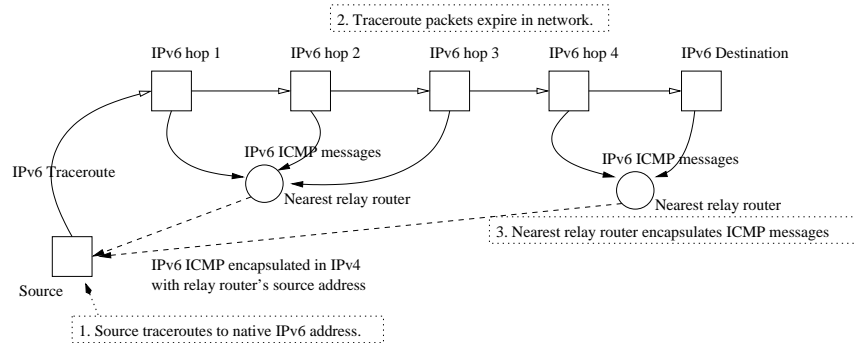 2. Traceroute packets expire in network.
IPv6 hop 1
IPv6 hop 2
IPv6 hop 3
IPv6 hop 4
IPv6 Destination
IPv6 Traceroute
IPv6 ICMP messages
Nearest relay router
IPv6 ICMP messages
Nearest relay router
3. Nearest relay router encapsulates ICMP messages
IPv6 ICMP encapsulated in IPv4
with relay router's source address
Source
1. Source traceroutes to native IPv6 address.